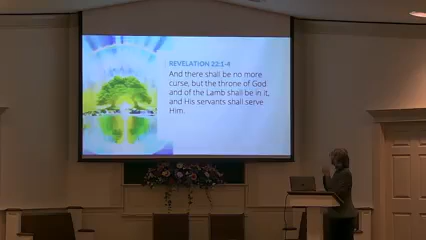 REVELATION 22:1-4
And there shall be no more
curse, but the throne of God
and of the Lamb shall be in it,
and His servants shall serve
Him.